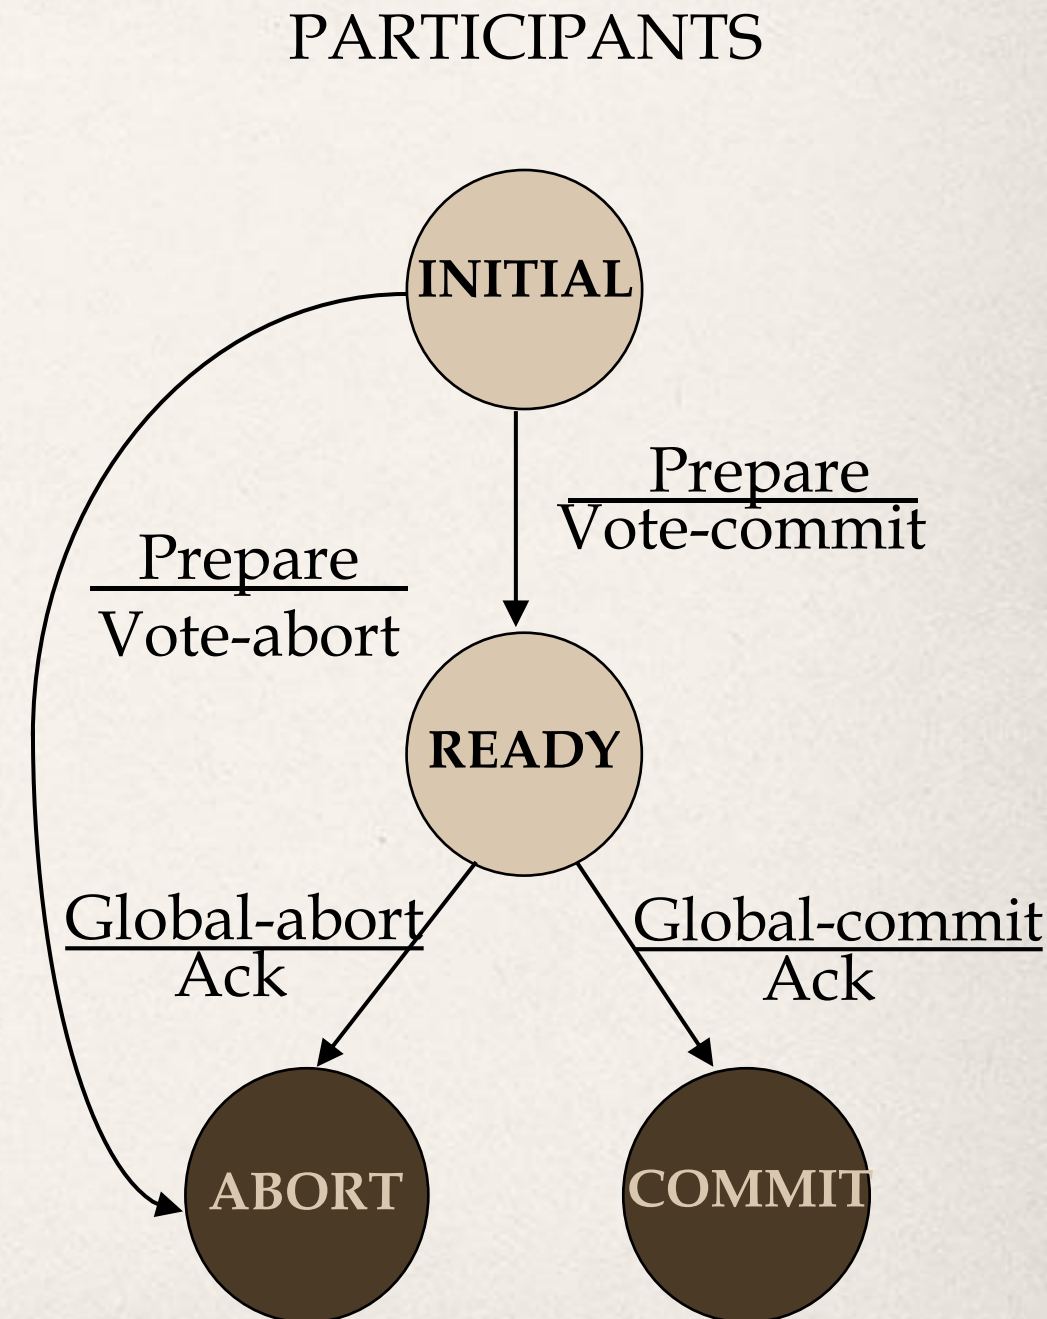 PARTICIPANTS
INITIAL
Prepare
Vote-commit
Prepare
Vote-abort
READY
Global-abort
Ack
Global-commit
Ack
ABORT
COMMIT